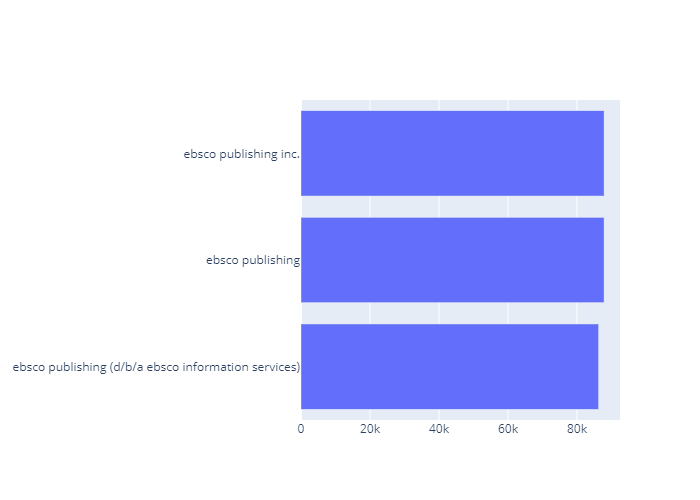 ebsco publishing inc.
ebsco publishing
ebsco publishing (d/b/a ebsco information services)
0 20k 40k 60k 80k